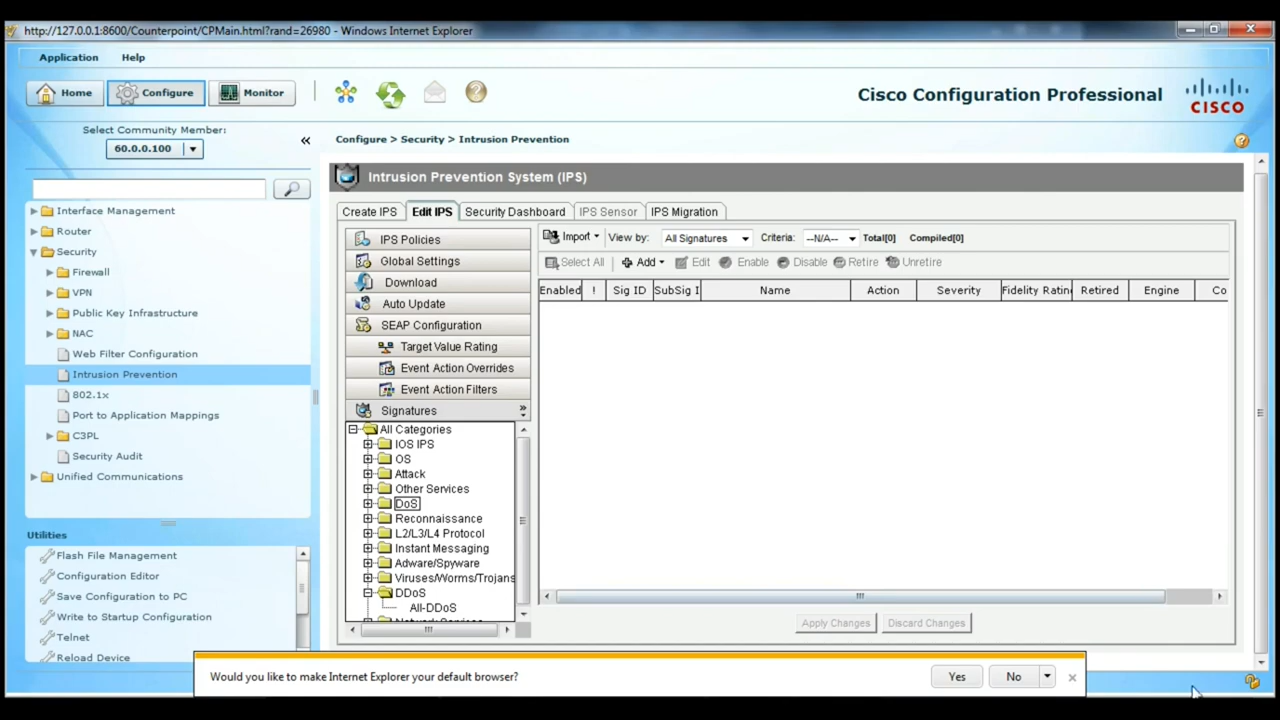 http://127.0.0.1:8600/Counterpoint/CPMain.html?rand=26980 - Windows Internet Explorer
Application Help
Home Configure Monitor
Cisco Configuration Professional
CISCO
Select Community Member:
60.0.0.100
Interface Management
Router
Security
Firewall
VPN
Public Key Infrastructure
NAC
Web Filter Configuration
Intrusion Prevention
802.1x
Port to Application Mappings
C3PL
Security Audit
Unified Communications
Utilities
Flash File Management
Configuration Editor
Save Configuration to PC
Write to Startup Configuration
Telnet
Reload Device
Configure > Security > Intrusion Prevention
Intrusion Prevention System (IPS)
Create IPS Edit IPS Security Dashboard IPS Sensor IPS Migration
IPS Policies
Global Settings
Download
Auto Update
SEAP Configuration
Target Value Rating
Event Action Overrides
Event Action Filters
Signatures
All Categories
IOS IPS
OS
Attack
Other Services
DoS
Reconnaissance
L2/L3/L4 Protocol
Instant Messaging
Adware/Spyware
Viruses/Worms/Trojans
DDoS
All-DDoS
Import View by: All Signatures Criteria: --N/A-- Total[0] Compiled[0]
Select All Add Edit Enable Disable Retire Unretire
Enabled ! Sig ID SubSig I Name Action Severity Fidelity Ratin Retired Engine Co
Apply Changes Discard Changes
Would you like to make Internet Explorer your default browser? Yes No